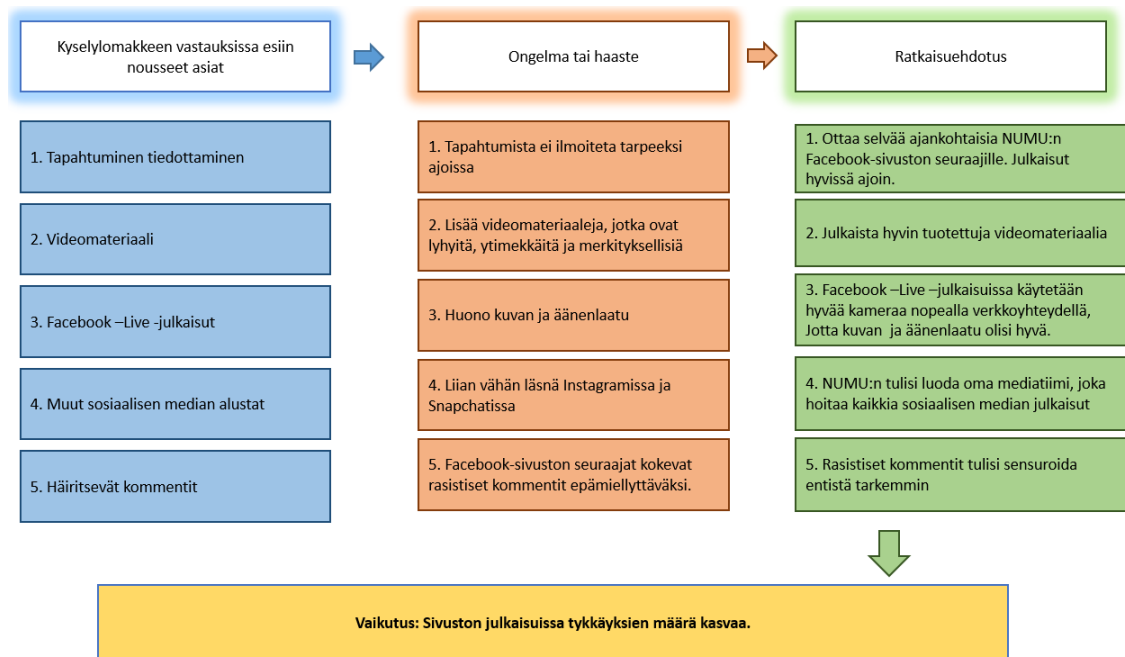 Kyselylomakkeen vastauksissa esiin
nousseet asiat
Ongelma tai haaste
Ratkaisuehdotus
1. Tapahtuminen tiedottaminen
2. Videomateriaali
3. Facebook –Live -julkaisut
4. Muut sosiaalisen median alustat
5. Häiritsevät kommentit
1. Tapahtumista ei ilmoiteta tarpeeksi
ajoissa
2. Lisää videomateriaaleja, jotka ovat
lyhyitä, ytimekkäitä ja merkityksellisiä
3. Huono kuvan ja äänenlaatu
4. Liian vähän läsnä Instagramissa ja
Snapchatissa
5. Facebook-sivuston seuraajat kokevat
rasistiset kommentit epämiellyttäväksi.
1. Ottaa selvää ajankohtaisia NUMU:n
Facebook-sivuston seuraajille. Julkaisut
hyvissä ajoin.
2. Julkaista hyvin tuotettuja videomateriaalia
3. Facebook –Live –julkaisuissa käytetään
hyvää kameraa nopealla verkkoyhteydellä,
Jotta kuvan ja äänenlaatu olisi hyvä.
4. NUMU:n tulisi luoda oma mediatiimi, joka
hoitaa kaikkia sosiaalisen median julkaisut
5. Rasistiset kommentit tulisi sensuroida
entistä tarkemmin
Vaikutus: Sivuston julkaisuissa tykkäyksien määrä kasvaa.